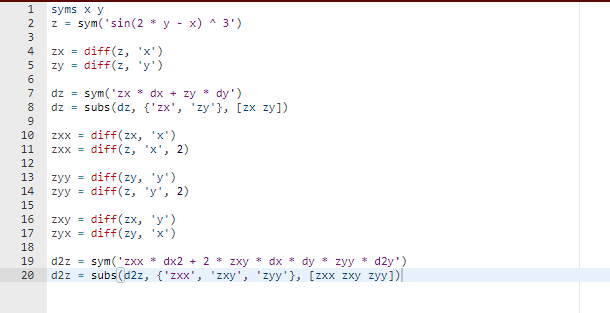 1 syms x y
2 z = sym('sin(2 * y - x) ^ 3')
3
4 zx = diff(z, 'x')
5 zy = diff(z, 'y')
6
7 dz = sym('zx * dx + zy * dy')
8 dz = subs(dz, {'zx', 'zy'}, [zx zy])
9
10 zxx = diff(zx, 'x')
11 zxx = diff(z, 'x', 2)
12
13 zyy = diff(zy, 'y')
14 zyy = diff(z, 'y', 2)
15
16 zxy = diff(zx, 'y')
17 zyx = diff(zy, 'x')
18
19 d2z = sym('zxx * dx2 + 2 * zxy * dx * dy * zyy * d2y')
20 d2z = subs(d2z, {'zxx', 'zxy', 'zyy'}, [zxx zxy zyy])